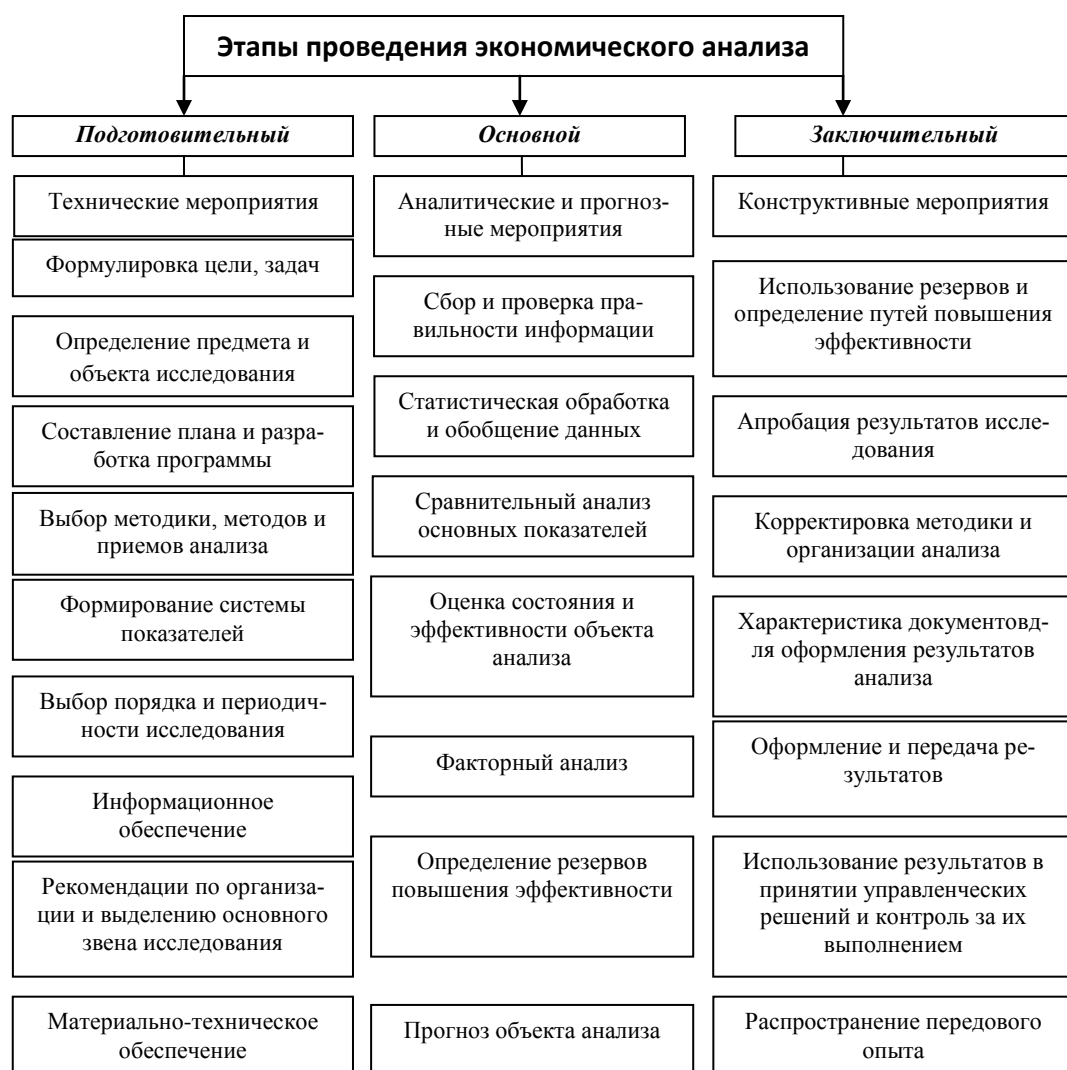 Этапы проведения экономического анализа
Подготовительный
Технические мероприятия
Формулировка цели, задач
Определение предмета и
объекта исследования
Составление плана и разра-
ботка программы
Выбор методики, методов и
приемов анализа
Формирование системы
показателей
Выбор порядка и периодич-
ности исследования
Информационное
обеспечение
Рекомендации по организа-
ции и выделению основного
звена исследования
Материально-техническое
обеспечение
Основной
Аналитические и прогноз-
ные мероприятия
Сбор и проверка пра-
вильности информации
Статистическая обработка
и обобщение данных
Сравнительный анализ
основных показателей
Оценка состояния и
эффективности объекта
анализа
Факторный анализ
Определение резервов
повышения эффективности
Прогноз объекта анализа
Заключительный
Конструктивные мероприятия
Использование резервов и
определение путей повышения
эффективности
Апробация результатов иссле-
дования
Корректировка методики и
организации анализа
Характеристика документовд-
ля оформления результатов
анализа
Оформление и передача ре-
зультатов
Использование результатов в
принятии управленческих
решений и контроль за их
выполнением
Распространение передового
опыта